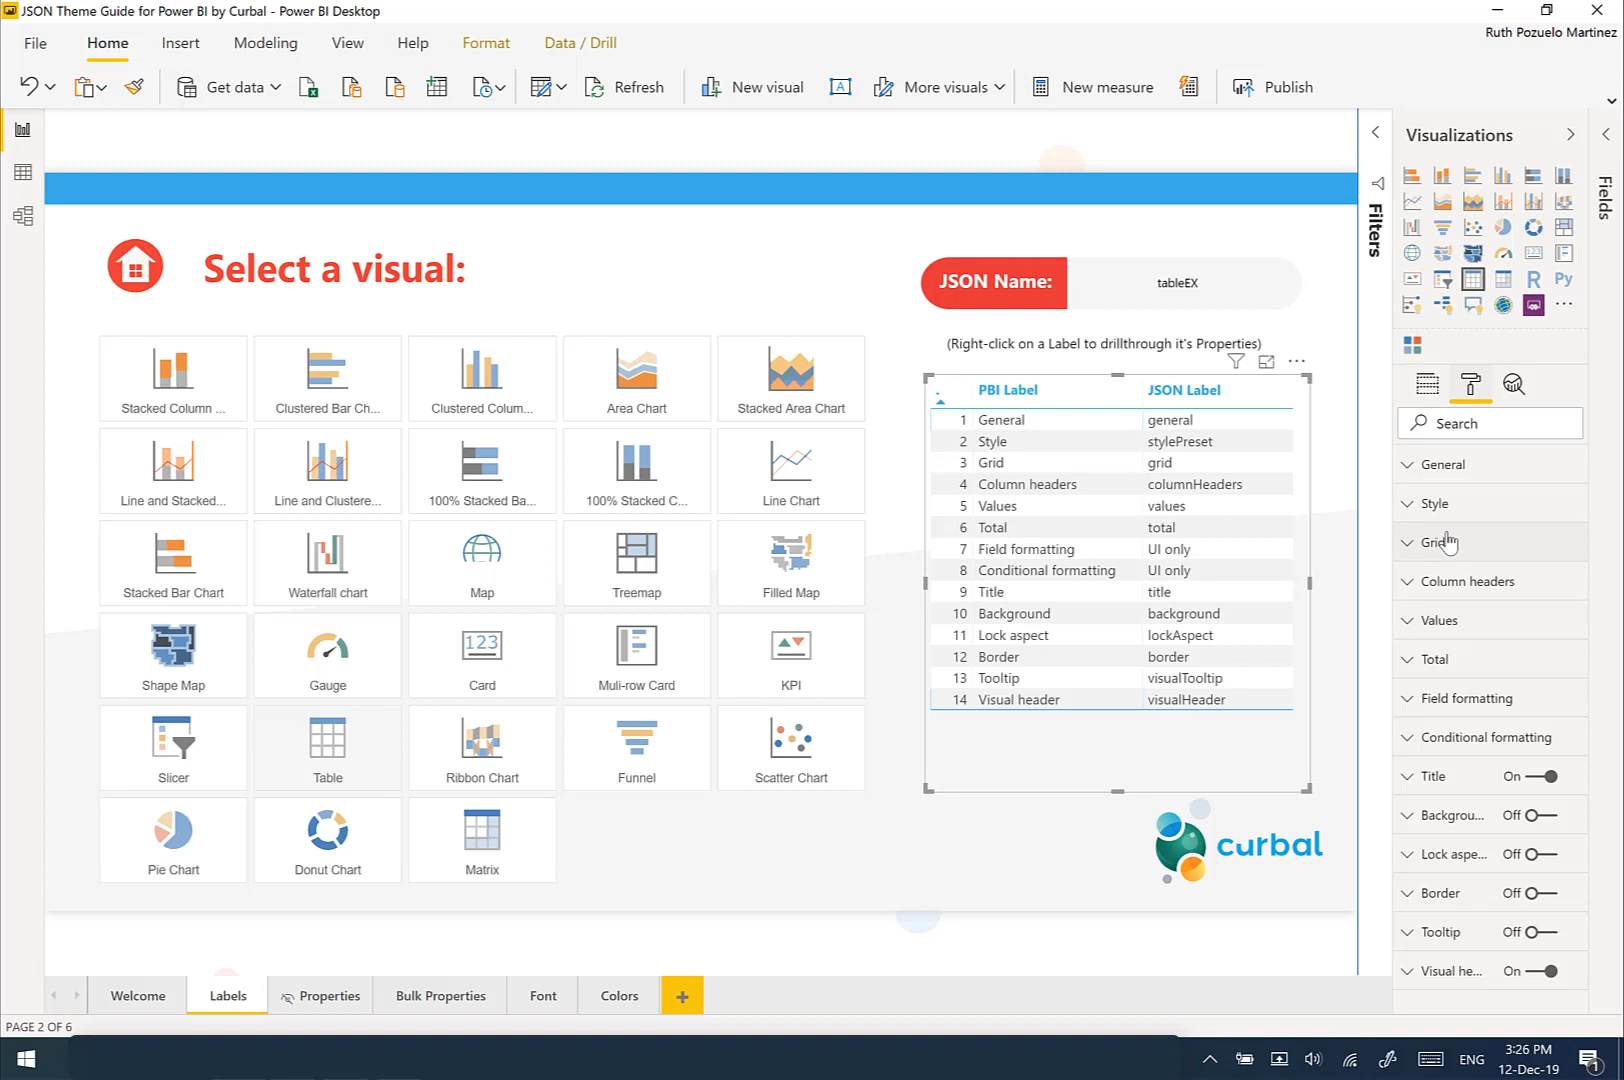 JSON Theme Guide for Power BI by Curbal - Power BI Desktop
Ruth Pozuelo Martinez
File Home Insert Modeling View Help Format Data / Drill
Get data Refresh New visual A More visuals New measure Publish
Select a visual:
JSON Name: tableEX
(Right-click on a Label to drillthrough it's Properties)
Stacked Column ... Clustered Bar Ch... Clustered Colum... Area Chart Stacked Area Chart
Line and Stacked... Line and Clustere... 100% Stacked Ba... 100% Stacked C... Line Chart
Stacked Bar Chart Waterfall chart Map Treemap Filled Map
123
Shape Map Gauge Card Muli-row Card KPI
Slicer Table Ribbon Chart Funnel Scatter Chart
Pie Chart Donut Chart Matrix
PBI Label JSON Label
1 General general
2 Style stylePreset
3 Grid grid
4 Column headers columnHeaders
5 Values values
6 Total total
7 Field formatting UI only
8 Conditional formatting UI only
9 Title title
10 Background background
11 Lock aspect lockAspect
12 Border border
13 Tooltip visualTooltip
14 Visual header visualHeader
curbal
Filters
Visualizations
123
R Py
Search
General
Style
Grid
Column headers
Values
Total
Field formatting
Conditional formatting
Title On
Backgrou... Off
Lock aspe... Off
Border Off
Tooltip Off
Visual he... On
Fields
Welcome Labels Properties Bulk Properties Font Colors +
PAGE 2 OF 6
ENG
3:26 PM
12-Dec-19
1